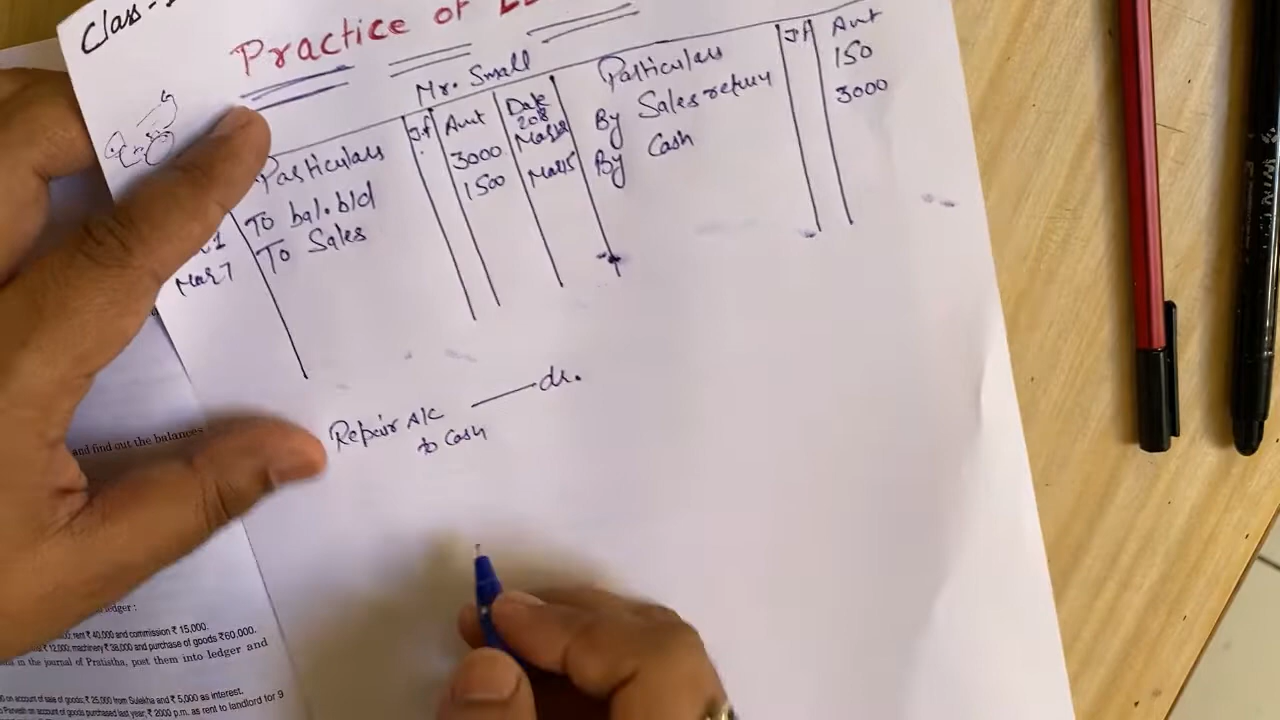 Class-
Practice of
Mr. Small
Particulars J.f Amt Date Particulars J.f Amt
3000 By Sales return 150
To bal. b/d 1500 Mar 15 By Cash 3000
Mar 7 To Sales
Repair A/c — dr.
to Cash
and find out the balances
ledger :
rent ₹ 40,000 and commission ₹ 15,000.
₹ 12,000, machinery ₹ 38,000 and purchase of goods ₹60,000.
in the journal of Pratistha, post them into ledger and
on account of sale of goods; ₹ 25,000 from Sulekha and ₹ 5,000 as interest.
Parvesh on account of goods purchased last year, ₹ 2000 p.m. as rent to landlord for 9